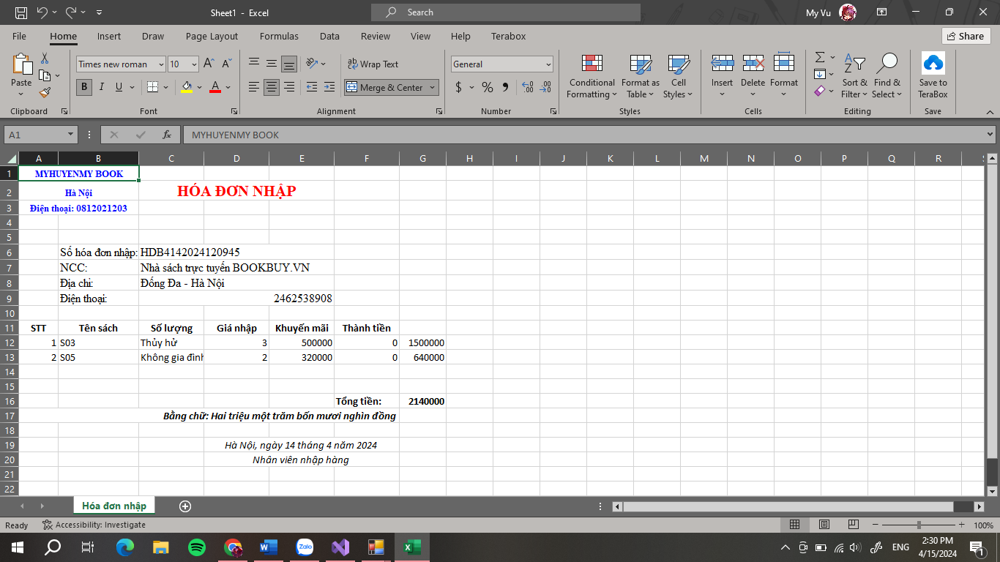 Sheet1 - Excel
Search
My Vu
File Home Insert Draw Page Layout Formulas Data Review View Help Terabox
Share
Paste
Times new roman 10
Wrap Text
General
B I U
Merge & Center
Conditional Formatting
Format as Table
Cell Styles
Insert Delete Format
Sort & Filter
Find & Select
Save to TeraBox
Clipboard Font Alignment Number Styles Cells Editing Save
A1
fx
MYHUYENMY BOOK
A B C D E F G H I J K L M N O P Q R
1 MYHUYENMY BOOK
2 Hà Nội HÓA ĐƠN NHẬP
3 Điện thoại: 0812021203
4
5
6 Số hóa đơn nhập: HDB4142024120945
7 NCC: Nhà sách trực tuyến BOOKBUY.VN
8 Địa chỉ: Đống Đa - Hà Nội
9 Điện thoại: 2462538908
10
11 STT Tên sách Số lượng Giá nhập Khuyến mãi Thành tiền
12 1 S03 Thủy hử 3 500000 0 1500000
13 2 S05 Không gia đình 2 320000 0 640000
14
15
16 Tổng tiền: 2140000
17 Bằng chữ: Hai triệu một trăm bốn mươi nghìn đồng
18
19 Hà Nội, ngày 14 tháng 4 năm 2024
20 Nhân viên nhập hàng
21
22
Hóa đơn nhập
Ready
Accessibility: Investigate
100%
Zalo
ENG
2:30 PM
4/15/2024
1